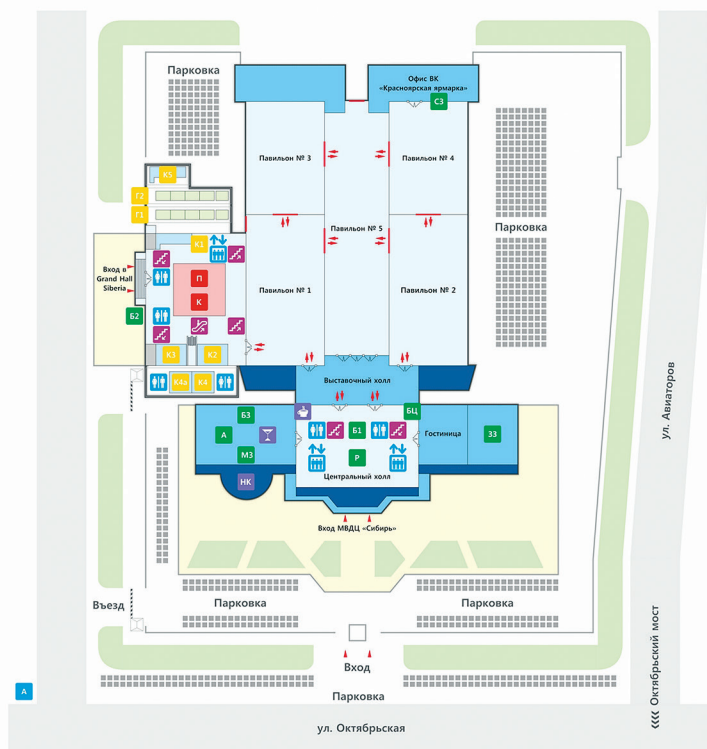 Парковка
Офис ВК
«Красноярская ярмарка»
С3
Павильон № 3
Павильон № 4
К5
Г2
Г1
Павильон № 5
Парковка
К1
Вход в
Grand Hall
Siberia
П
К
Павильон № 1
Павильон № 2
Б2
К3
К2
К4а
К4
Выставочный холл
Б3
БЦ
А
Б1
Гостиница
33
М3
Р
НК
Центральный холл
Вход МВДЦ «Сибирь»
ул. Авиаторов
Въезд
Парковка
Парковка
Вход
Октябрьский мост
А
Парковка
ул. Октябрьская